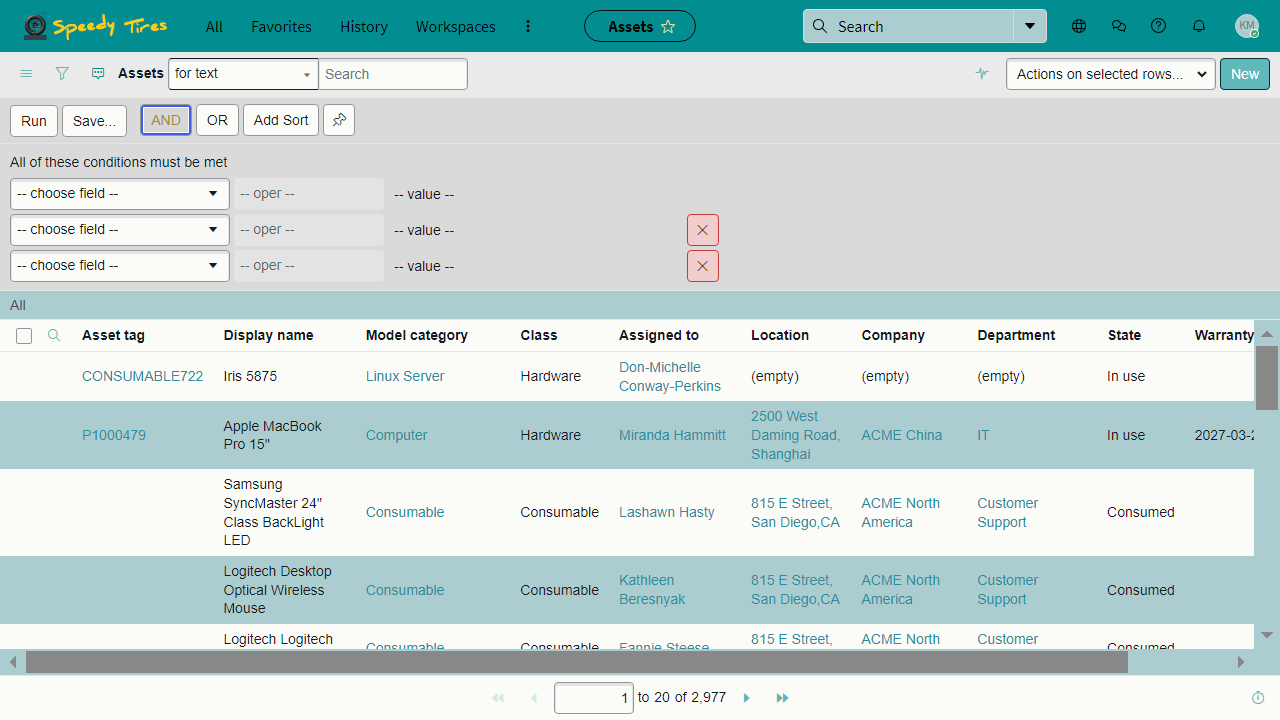 Speedy Tires
All Favorites History Workspaces Assets Search KM
Assets for text Search Actions on selected rows... New
Run Save... AND OR Add Sort
All of these conditions must be met
-- choose field -- -- oper -- -- value --
-- choose field -- -- oper -- -- value --
-- choose field -- -- oper -- -- value --
All
Asset tag Display name Model category Class Assigned to Location Company Department State Warranty
CONSUMABLE722 Iris 5875 Linux Server Hardware Don-Michelle Conway-Perkins (empty) (empty) (empty) In use
P1000479 Apple MacBook Pro 15" Computer Hardware Miranda Hammitt 2500 West Daming Road, Shanghai ACME China IT In use 2027-03-2
Samsung SyncMaster 24" Class BackLight LED Consumable Consumable Lashawn Hasty 815 E Street, San Diego,CA ACME North America Customer Support Consumed
Logitech Desktop Optical Wireless Mouse Consumable Consumable Kathleen Beresnyak 815 E Street, San Diego,CA ACME North America Customer Support Consumed
Logitech Logitech Consumable Consumable Fannie Steese 815 E Street, ACME North Customer Consumed
1 to 20 of 2,977